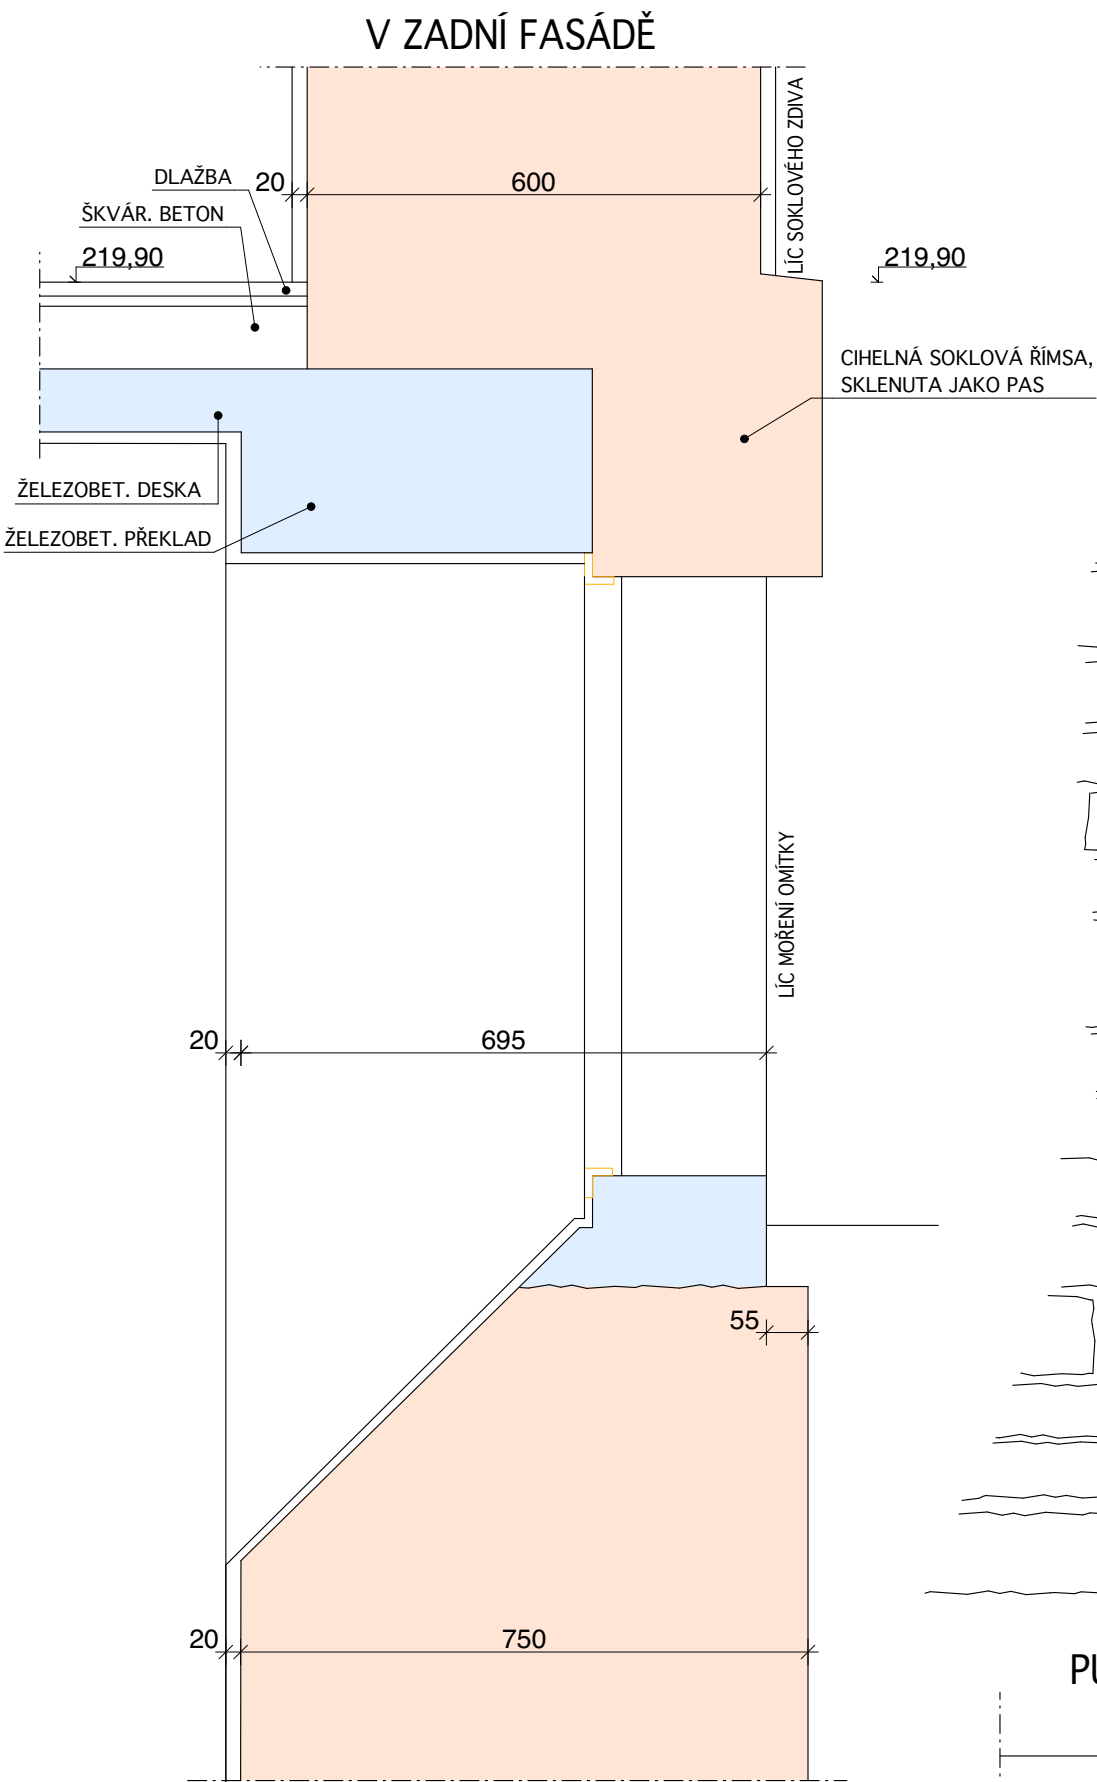 V ZADNÍ FASÁDĚ
LÍC SOKLOVÉHO ZDIVA
DLAŽBA
20
600
ŠKVÁR. BETON
219,90
219,90
CIHELNÁ SOKLOVÁ ŘÍMSA,
SKLENUTA JAKO PAS
ŽELEZOBET. DESKA
ŽELEZOBET. PŘEKLAD
LÍC MOŘENÍ OMÍTKY
20
695
55
20
750